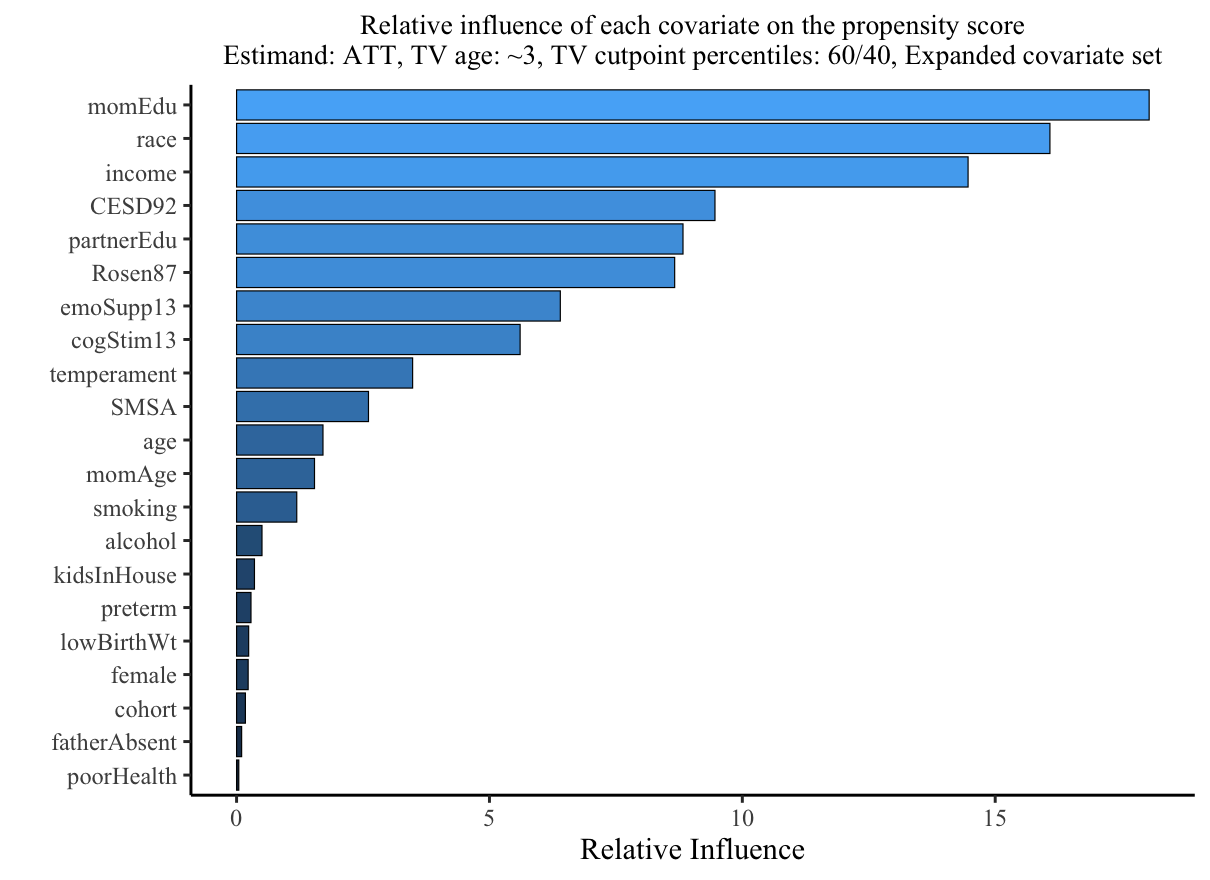 Relative influence of each covariate on the propensity score
Estimand: ATT, TV age: ~3, TV cutpoint percentiles: 60/40, Expanded covariate set
momEdu
race
income
CESD92
partnerEdu
Rosen87
emoSupp13
cogStim13
temperament
SMSA
age
momAge
smoking
alcohol
kidsInHouse
preterm
lowBirthWt
female
cohort
fatherAbsent
poorHealth
0 5 10 15
Relative Influence